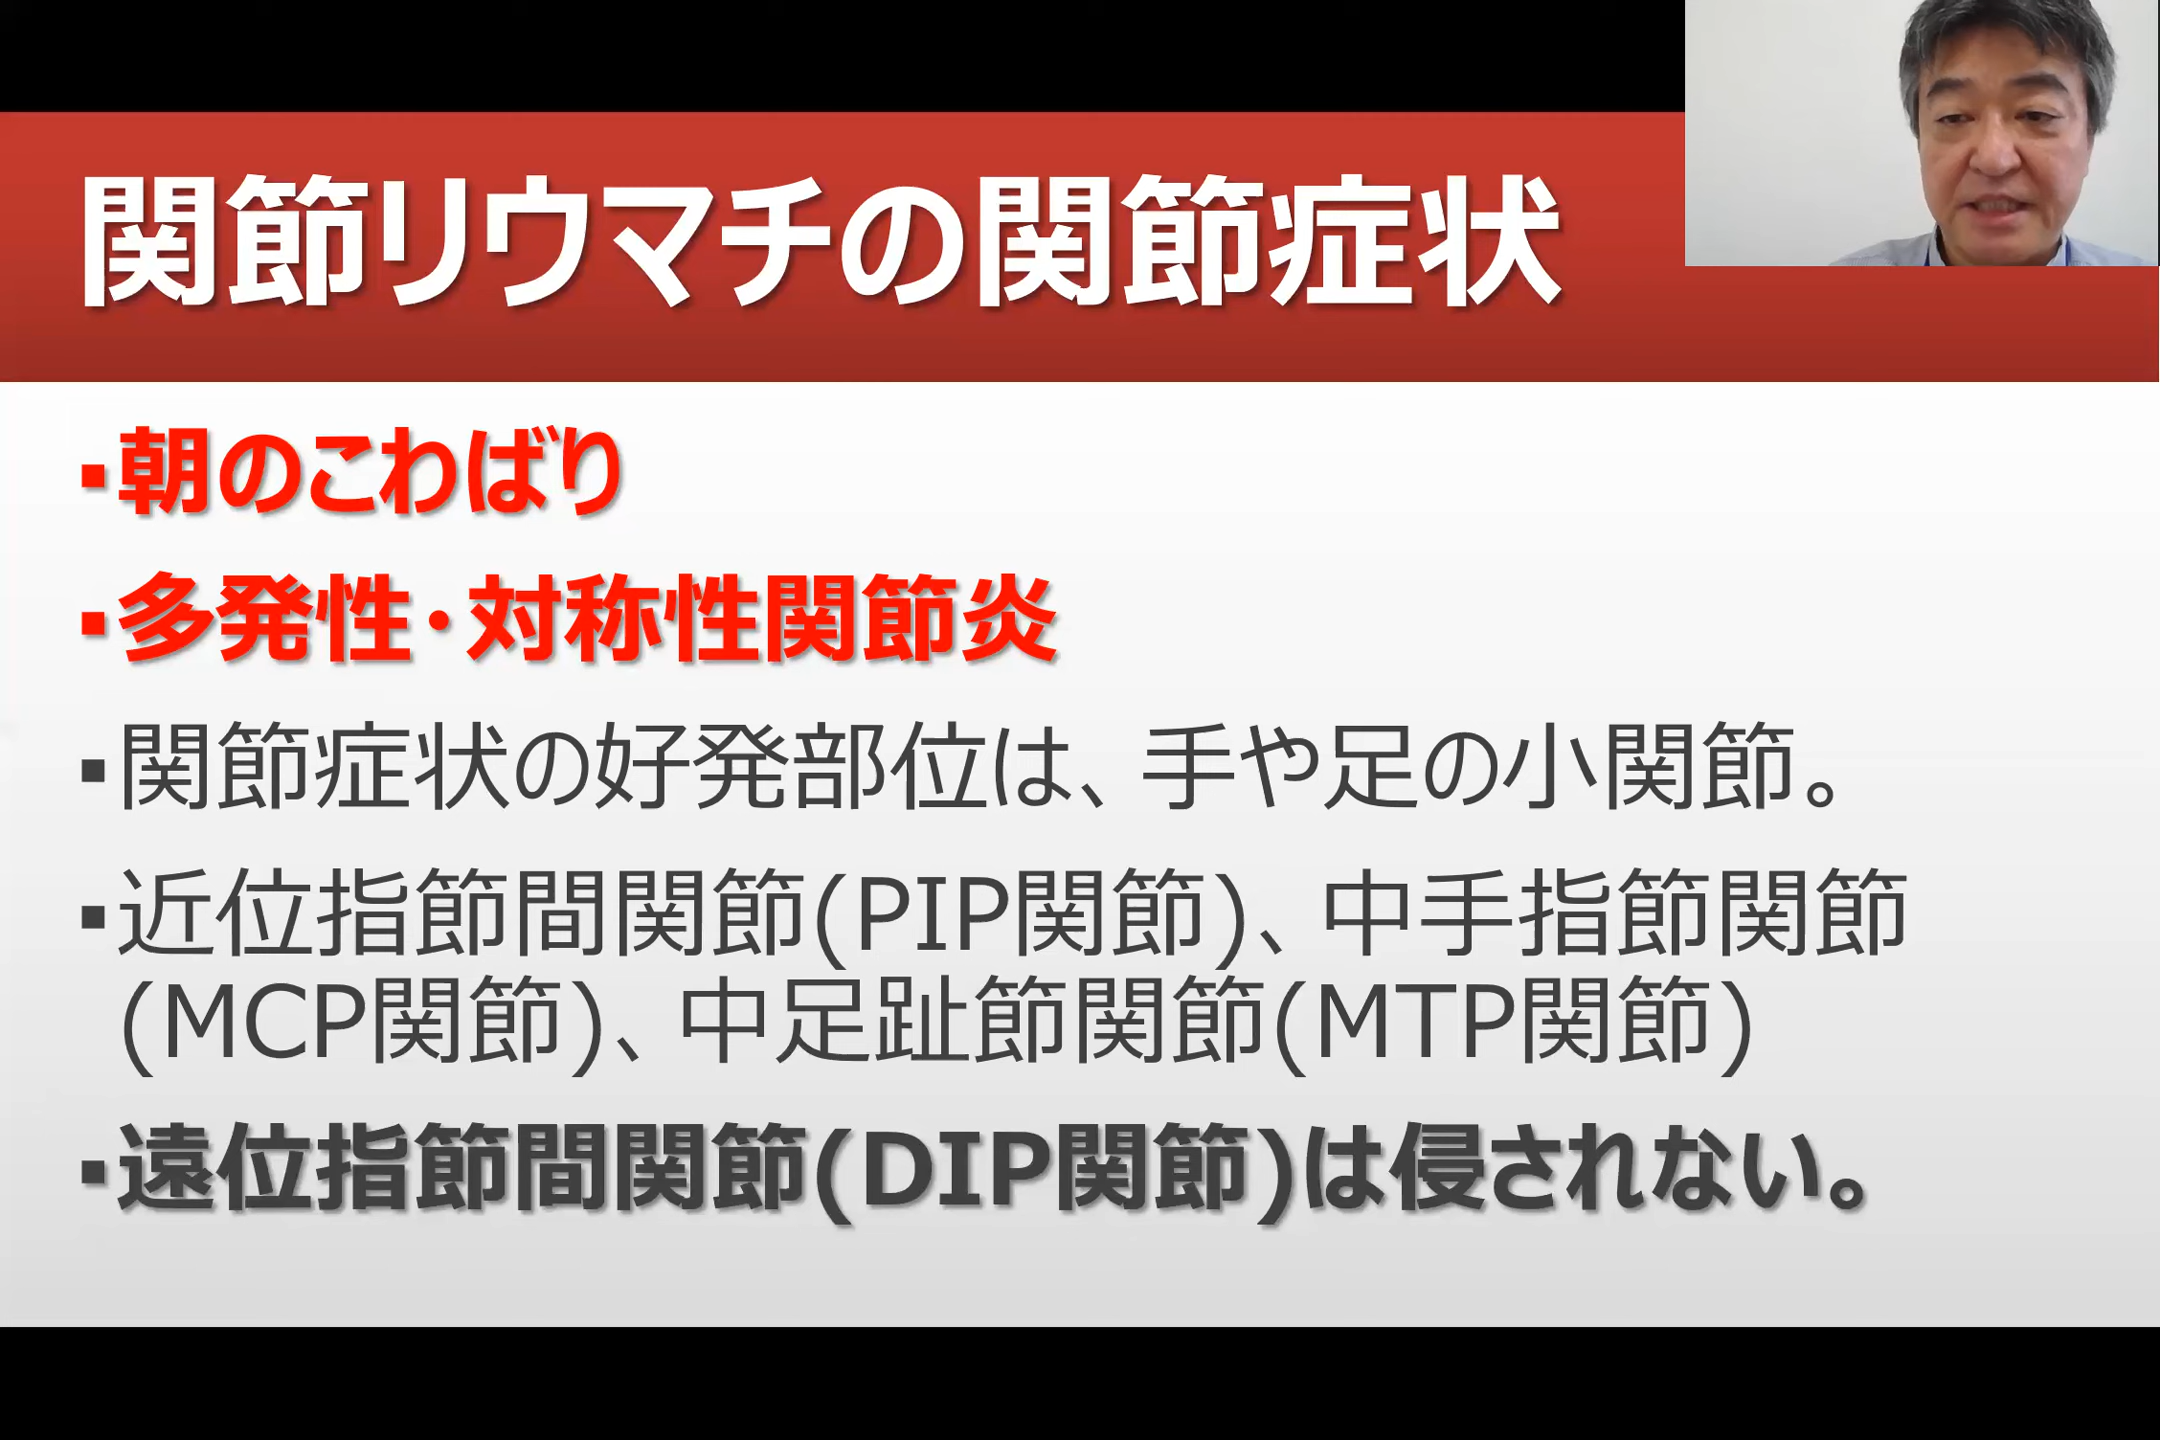 関節リウマチの関節症状
▪朝のこわばり
▪多発性・対称性関節炎
▪関節症状の好発部位は、手や足の小関節。
▪近位指節間関節(PIP関節)、中手指節関節
(MCP関節)、中足趾節関節(MTP関節)
▪遠位指節間関節(DIP関節)は侵されない。